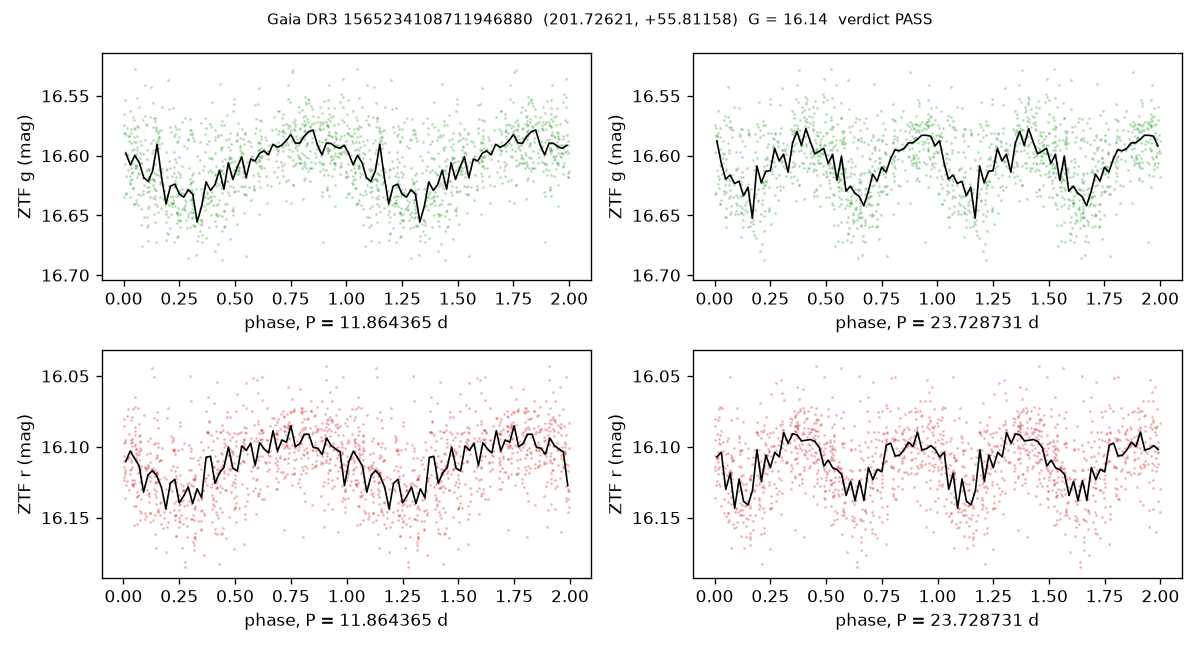 Gaia DR3 1565234108711946880  (201.72621, +55.81158)  G = 16.14  verdict PASS
ZTF g (mag)
16.55
16.60
16.65
16.70
0.00 0.25 0.50 0.75 1.00 1.25 1.50 1.75 2.00
phase, P = 11.864365 d
ZTF g (mag)
16.55
16.60
16.65
16.70
0.00 0.25 0.50 0.75 1.00 1.25 1.50 1.75 2.00
phase, P = 23.728731 d
ZTF r (mag)
16.05
16.10
16.15
0.00 0.25 0.50 0.75 1.00 1.25 1.50 1.75 2.00
phase, P = 11.864365 d
ZTF r (mag)
16.05
16.10
16.15
0.00 0.25 0.50 0.75 1.00 1.25 1.50 1.75 2.00
phase, P = 23.728731 d